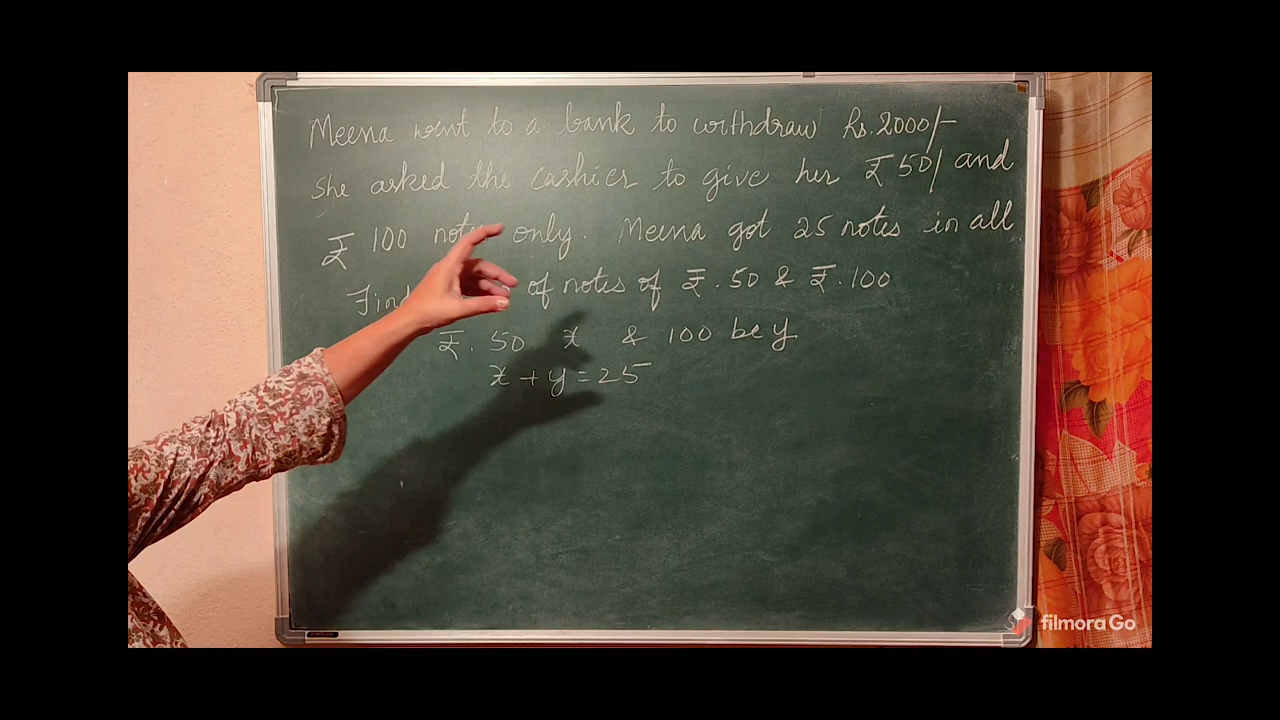 Meena went to a bank to withdraw Rs.2000/-
She asked the cashier to give her ₹50/ and
₹100 notes only. Meena got 25 notes in all
Find of notes of ₹.50 & ₹.100
₹. 50 x & 100 be y
x + y = 25
filmora Go